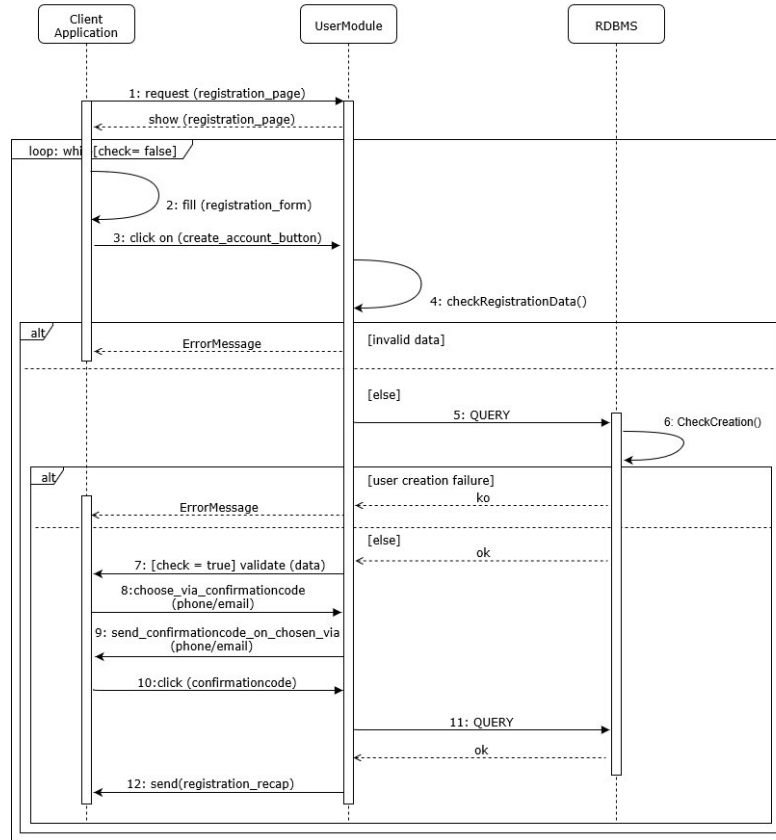 Client
Application
UserModule
RDBMS
1: request (registration_page)
show (registration_page)
loop: whi [check= false]
2: fill (registration_form)
3: click on (create_account_button)
4: checkRegistrationData()
alt
[invalid data]
ErrorMessage
[else]
5: QUERY
6: CheckCreation()
alt
[user creation failure]
ko
ErrorMessage
[else]
ok
7: [check = true] validate (data)
8:choose_via_confirmationcode
(phone/email)
9: send_confirmationcode_on_chosen_via
(phone/email)
10:click (confirmationcode)
11: QUERY
ok
12: send(registration_recap)